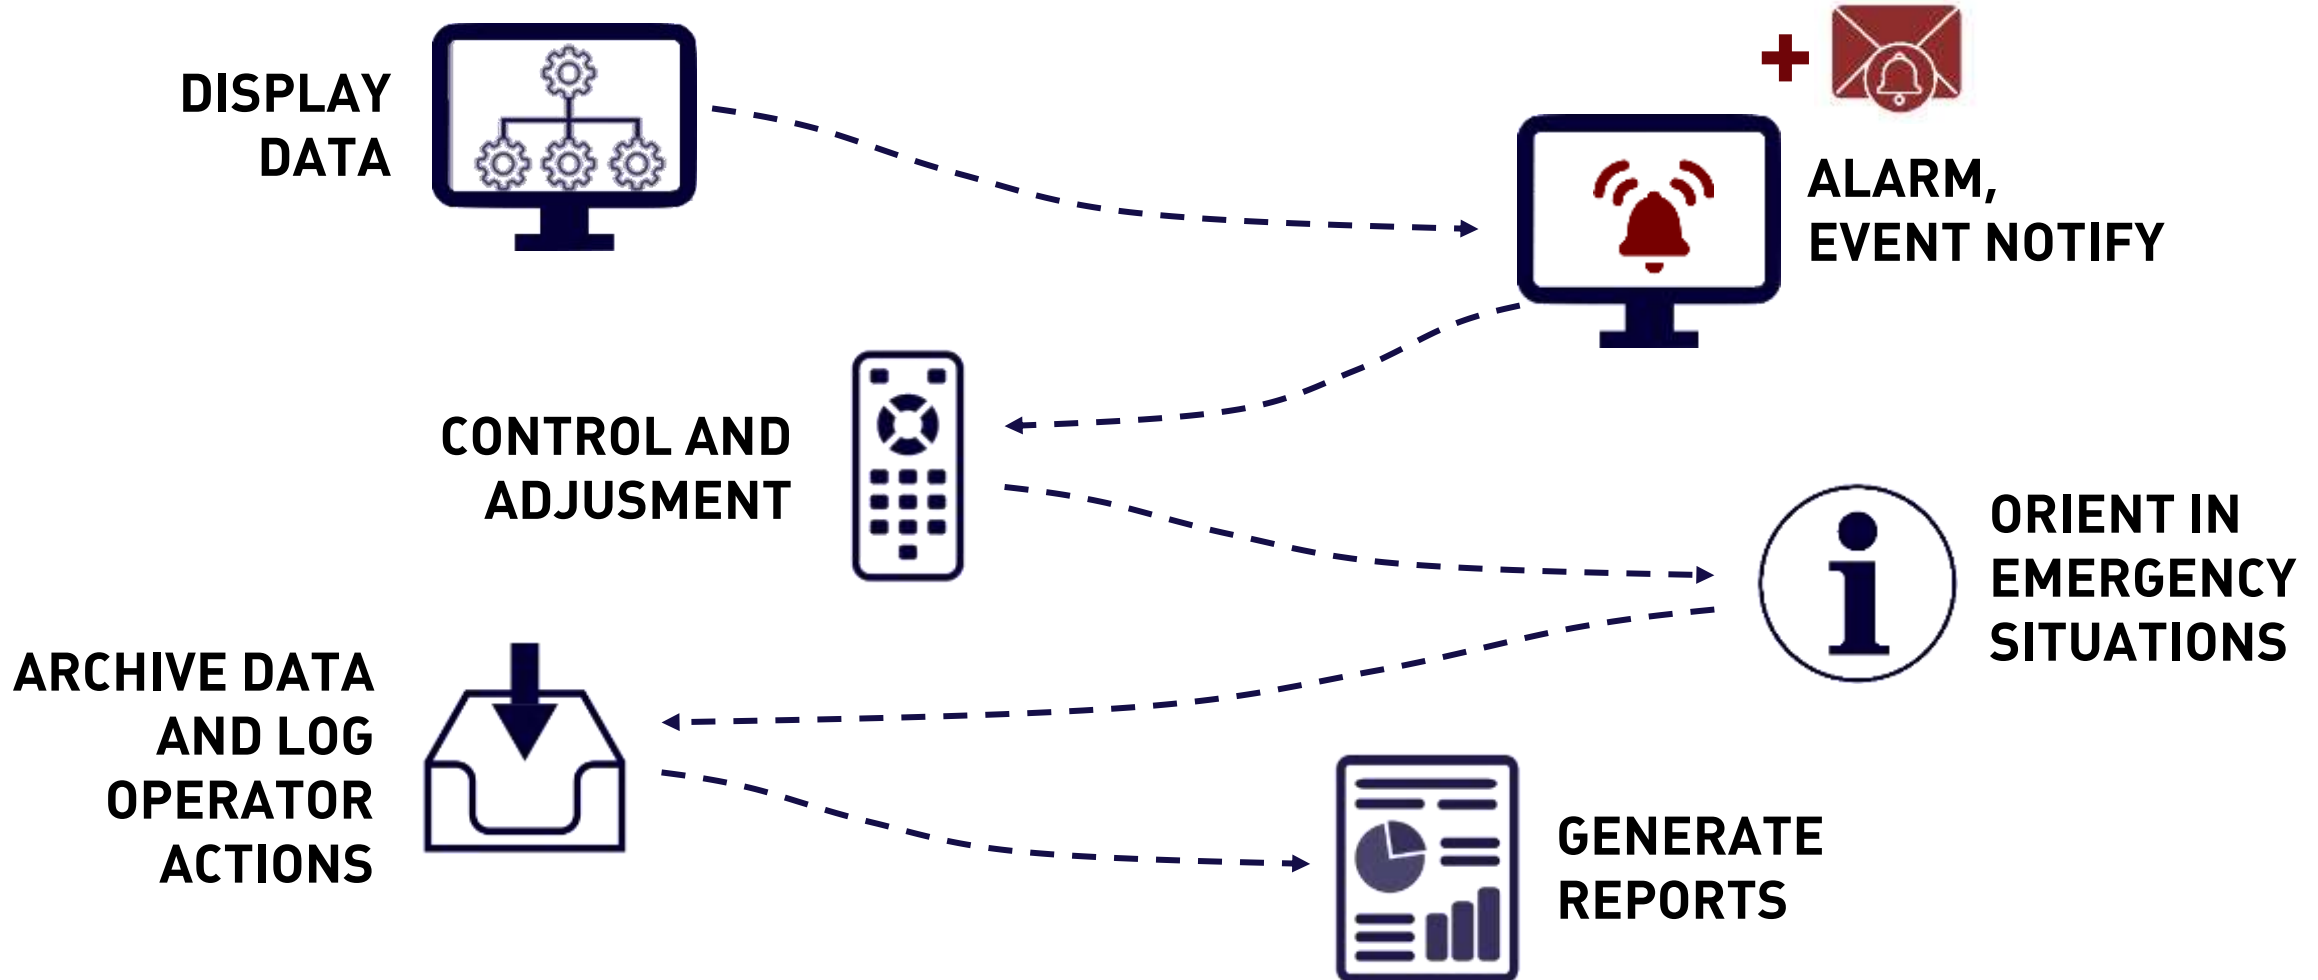 DISPLAY
DATA
ALARM,
EVENT NOTIFY
CONTROL AND
ADJUSMENT
ORIENT IN
EMERGENCY
SITUATIONS
ARCHIVE DATA
AND LOG
OPERATOR
ACTIONS
GENERATE
REPORTS